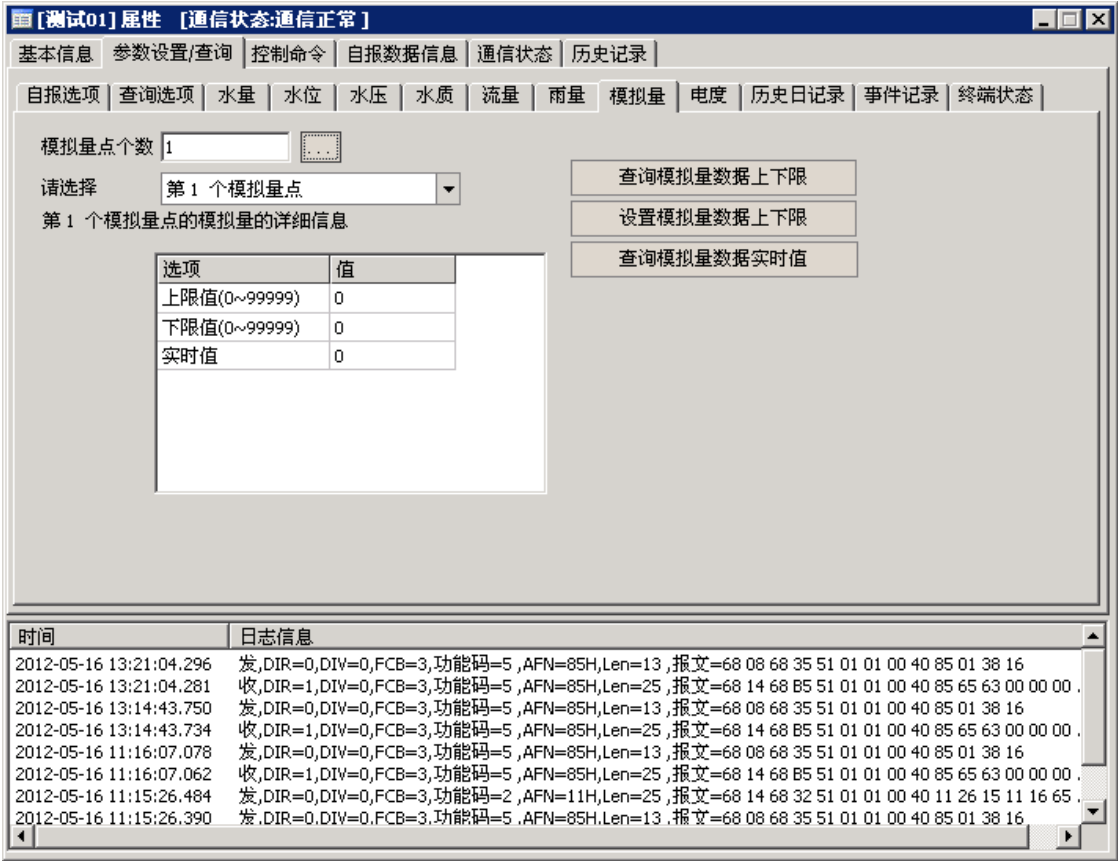 [测试01]属性 [通信状态:通信正常]
基本信息 参数设置/查询 控制命令 自报数据信息 通信状态 历史记录
自报选项 查询选项 水量 水位 水压 水质 流量 雨量 模拟量 电度 历史日记录 事件记录 终端状态
模拟量点个数 1 ...
查询模拟量数据上下限
请选择 第 1 个模拟量点
设置模拟量数据上下限
第 1 个模拟量点的模拟量的详细信息
查询模拟量数据实时值
选项 值
上限值(0~99999) 0
下限值(0~99999) 0
实时值 0
时间 日志信息
2012-05-16 13:21:04.296 发,DIR=0,DIV=0,FCB=3,功能码=5 ,AFN=85H,Len=13 ,报文=68 08 68 35 51 01 01 00 40 85 01 38 16
2012-05-16 13:21:04.281 收,DIR=1,DIV=0,FCB=3,功能码=5 ,AFN=85H,Len=25 ,报文=68 14 68 B5 51 01 01 00 40 85 65 63 00 00 00 .
2012-05-16 13:14:43.750 发,DIR=0,DIV=0,FCB=3,功能码=5 ,AFN=85H,Len=13 ,报文=68 08 68 35 51 01 01 00 40 85 01 38 16
2012-05-16 13:14:43.734 收,DIR=1,DIV=0,FCB=3,功能码=5 ,AFN=85H,Len=25 ,报文=68 14 68 B5 51 01 01 00 40 85 65 63 00 00 00 .
2012-05-16 11:16:07.078 发,DIR=0,DIV=0,FCB=3,功能码=5 ,AFN=85H,Len=13 ,报文=68 08 68 35 51 01 01 00 40 85 01 38 16
2012-05-16 11:16:07.062 收,DIR=1,DIV=0,FCB=3,功能码=5 ,AFN=85H,Len=25 ,报文=68 14 68 B5 51 01 01 00 40 85 65 63 00 00 00 .
2012-05-16 11:15:26.484 发,DIR=0,DIV=0,FCB=3,功能码=2 ,AFN=11H,Len=25 ,报文=68 14 68 32 51 01 01 00 40 11 26 15 11 16 65 .
2012-05-16 11:15:26.390 发,DIR=0,DIV=0,FCB=3,功能码=5 ,AFN=85H,Len=13 ,报文=68 08 68 35 51 01 01 00 40 85 01 38 16